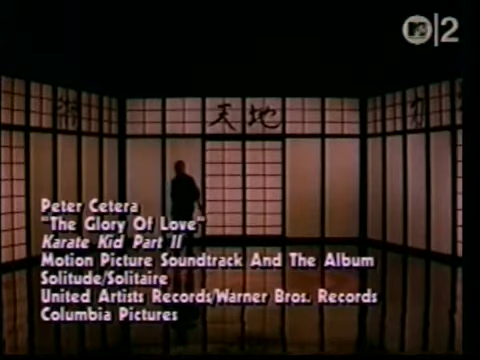 MTV 2
天地
Peter Cetera
"The Glory Of Love"
Karate Kid Part II
Motion Picture Soundtrack And The Album
Solitude/Solitaire
United Artists Records/Warner Bros. Records
Columbia Pictures